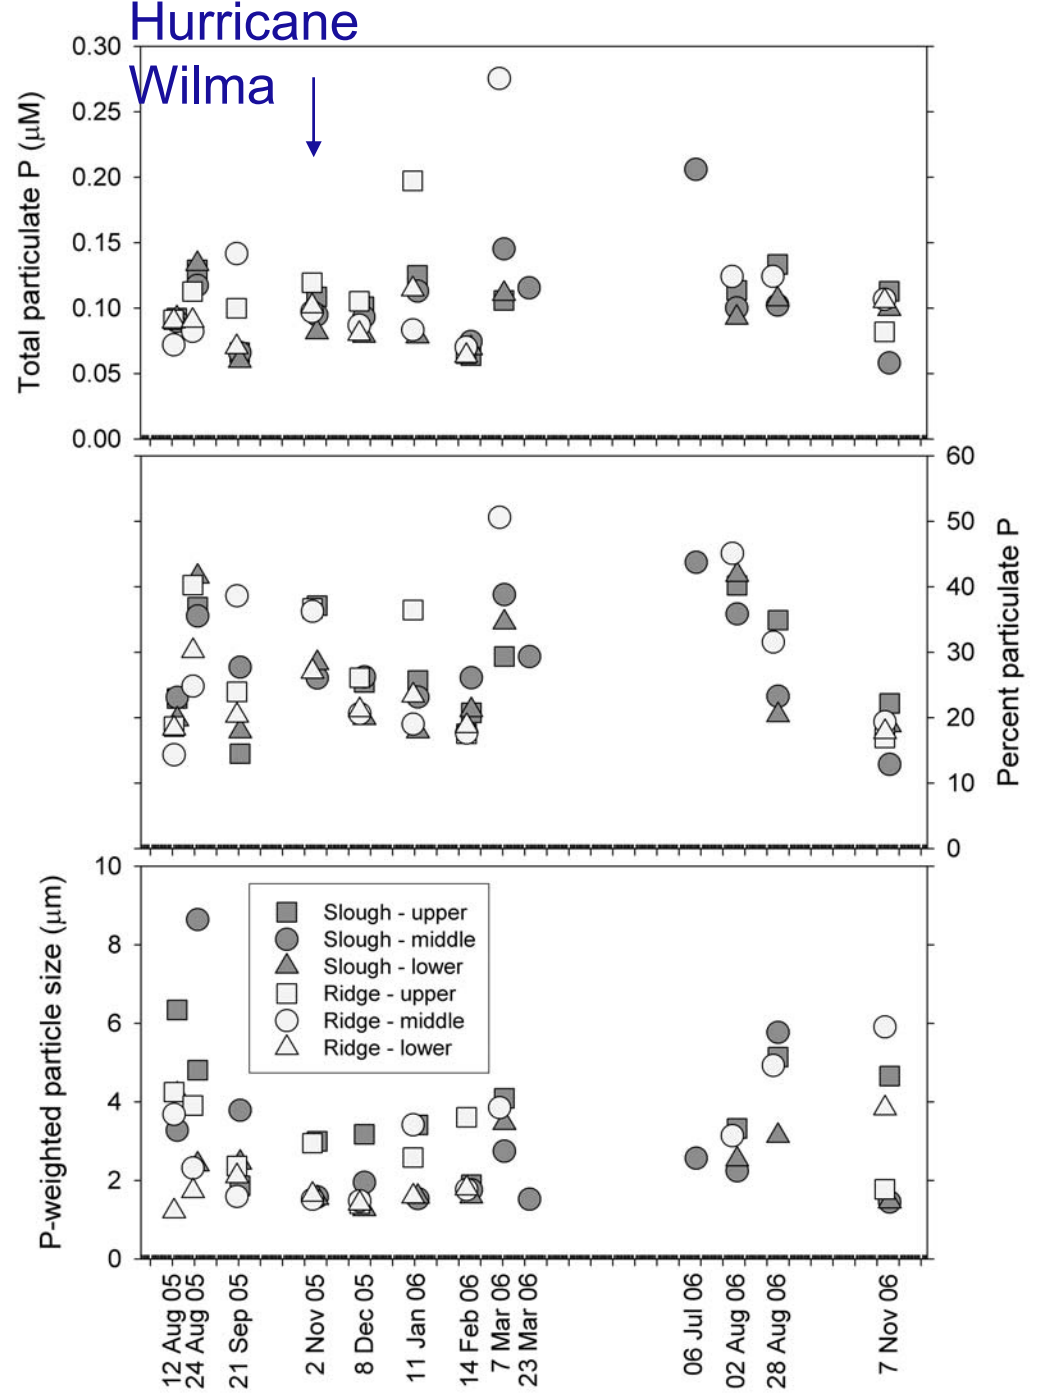 Hurricane
Wilma
Total particulate P (μM)
0.30
0.25
0.20
0.15
0.10
0.05
0.00
Percent particulate P
60
50
40
30
20
10
0
P-weighted particle size (μm)
10
8
6
4
2
0
Slough - upper
Slough - middle
Slough - lower
Ridge - upper
Ridge - middle
Ridge - lower
12 Aug 05
24 Aug 05
21 Sep 05
2 Nov 05
8 Dec 05
11 Jan 06
14 Feb 06
7 Mar 06
23 Mar 06
06 Jul 06
02 Aug 06
28 Aug 06
7 Nov 06